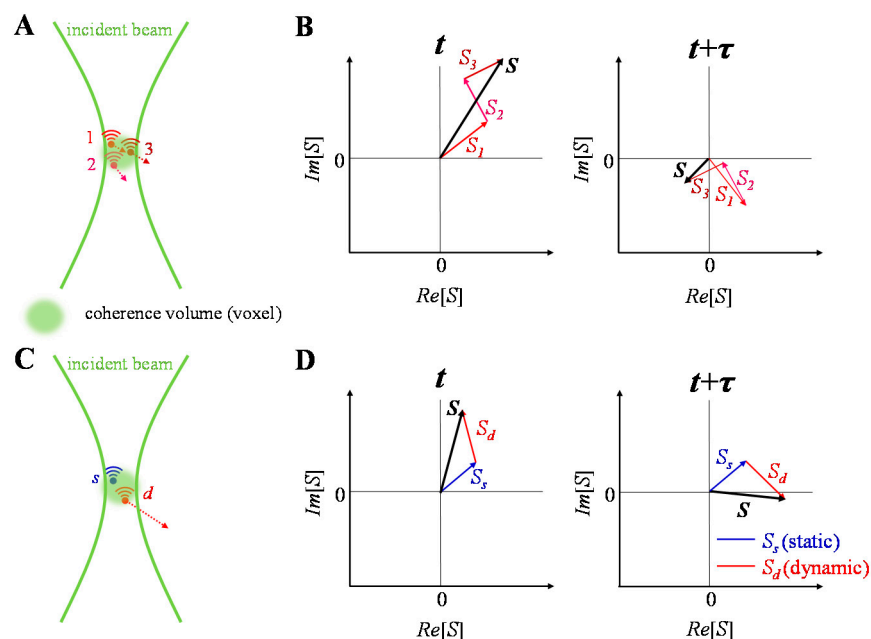 A
incident beam
1
2
3
coherence volume (voxel)
B
t
S
S3
S2
S1
0
Im[S]
0
Re[S]
t+τ
0
S
S3
S1
S2
Im[S]
0
Re[S]
C
incident beam
s
d
D
t
S
Sd
Ss
0
Im[S]
0
Re[S]
t+τ
Ss
Sd
0
S
Im[S]
Ss (static)
Sd (dynamic)
0
Re[S]